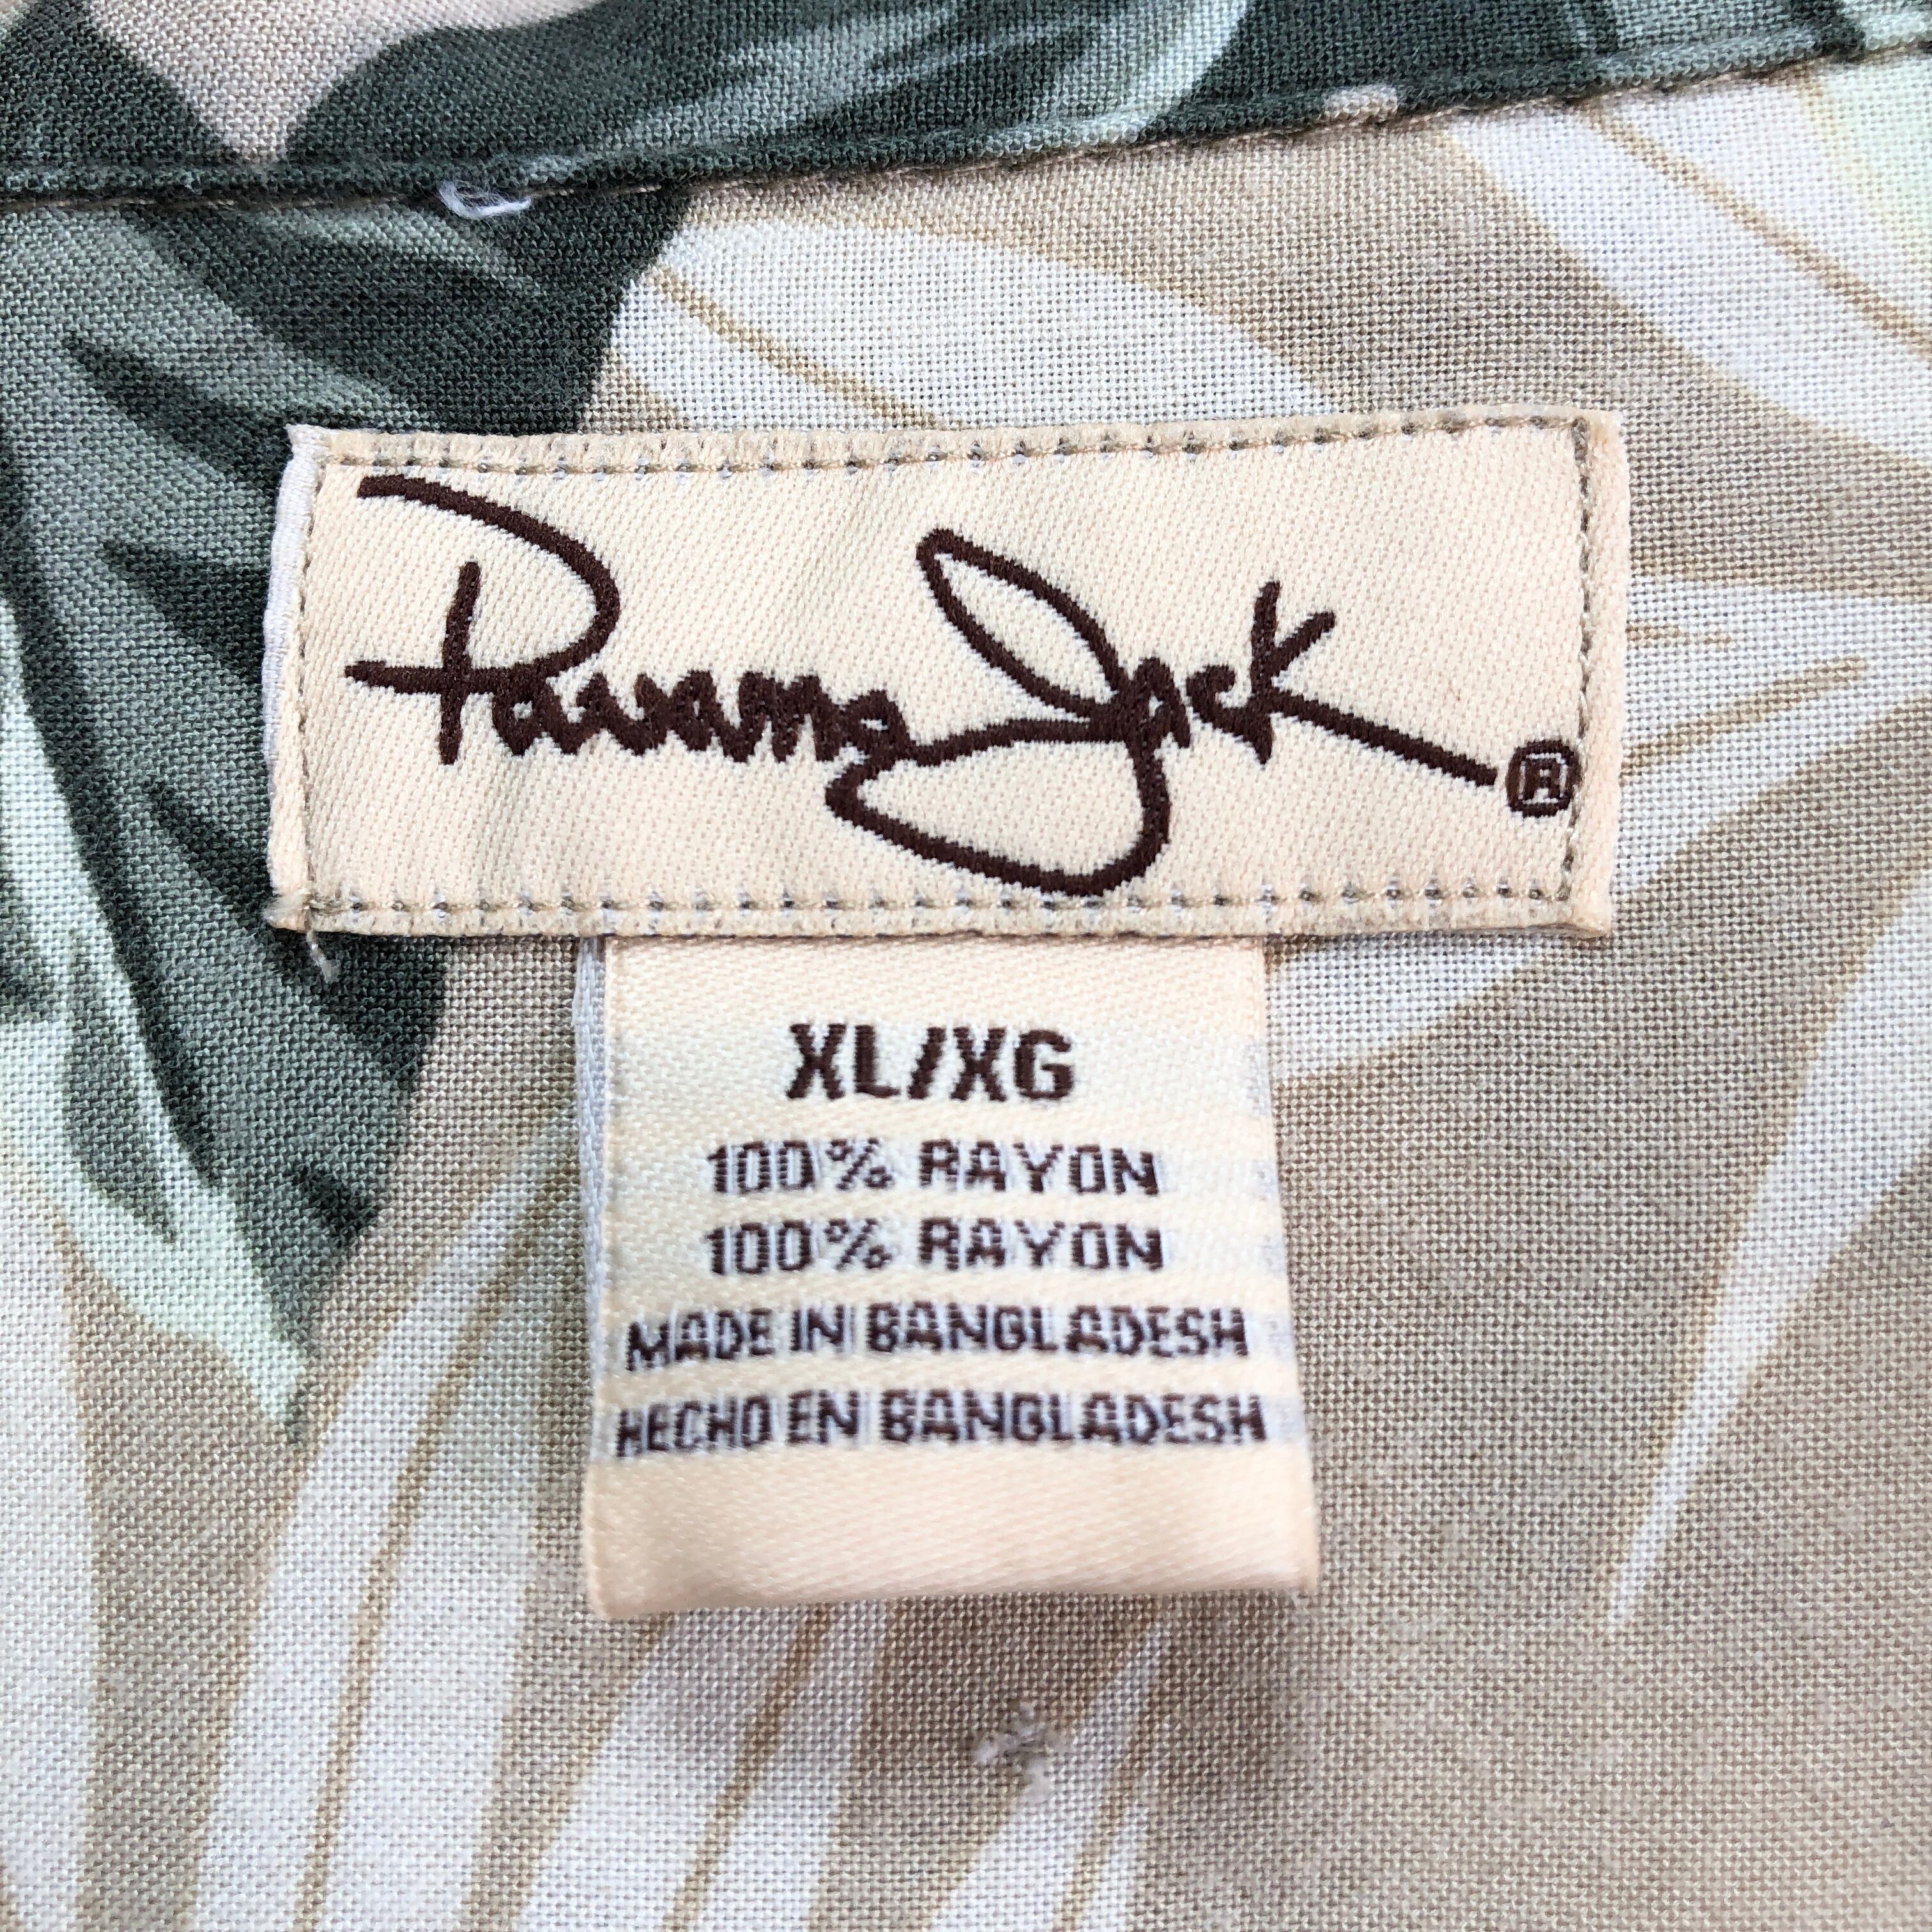 Panama Jack ®
XL/XG
100% RAYON
100% RAYON
MADE IN BANGLADESH
HECHO EN BANGLADESH